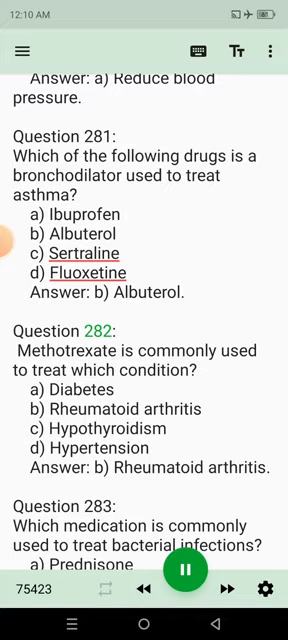 12:10 AM
Answer: a) Reduce blood
pressure.
Question 281:
Which of the following drugs is a
bronchodilator used to treat
asthma?
a) Ibuprofen
b) Albuterol
c) Sertraline
d) Fluoxetine
Answer: b) Albuterol.
Question 282:
Methotrexate is commonly used
to treat which condition?
a) Diabetes
b) Rheumatoid arthritis
c) Hypothyroidism
d) Hypertension
Answer: b) Rheumatoid arthritis.
Question 283:
Which medication is commonly
used to treat bacterial infections?
a) Prednisone
75423